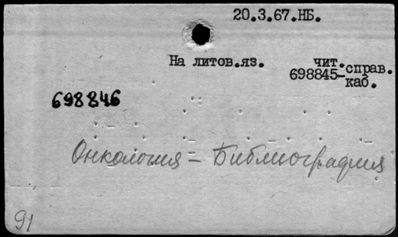 20.3.67.НБ.
На литов.яз. чит.
698845-справ.
каб.
698846
Онкология - Библиография
91